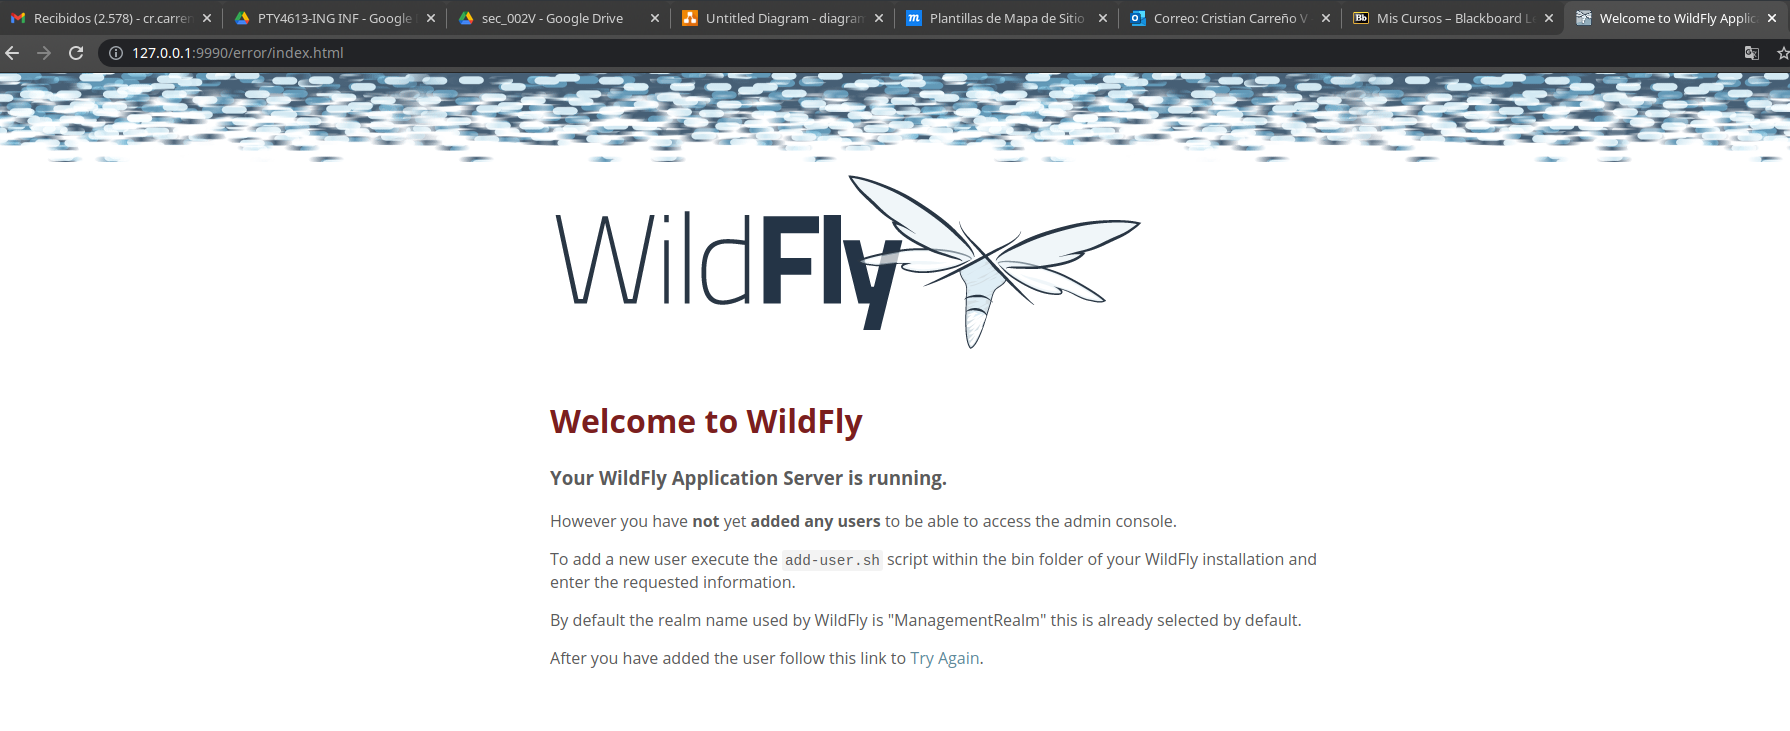 Recibidos (2.578) - cr.carre
PTY4613-ING INF - Google
sec_002V - Google Drive
Untitled Diagram - diagram
Plantillas de Mapa de Sitio
Correo: Cristian Carreño V
Bb
Mis Cursos – Blackboard Le
Welcome to WildFly Applic
127.0.0.1:9990/error/index.html
WildFly
Welcome to WildFly
Your WildFly Application Server is running.
However you have not yet added any users to be able to access the admin console.
To add a new user execute the add-user.sh script within the bin folder of your WildFly installation and
enter the requested information.
By default the realm name used by WildFly is "ManagementRealm" this is already selected by default.
After you have added the user follow this link to Try Again.